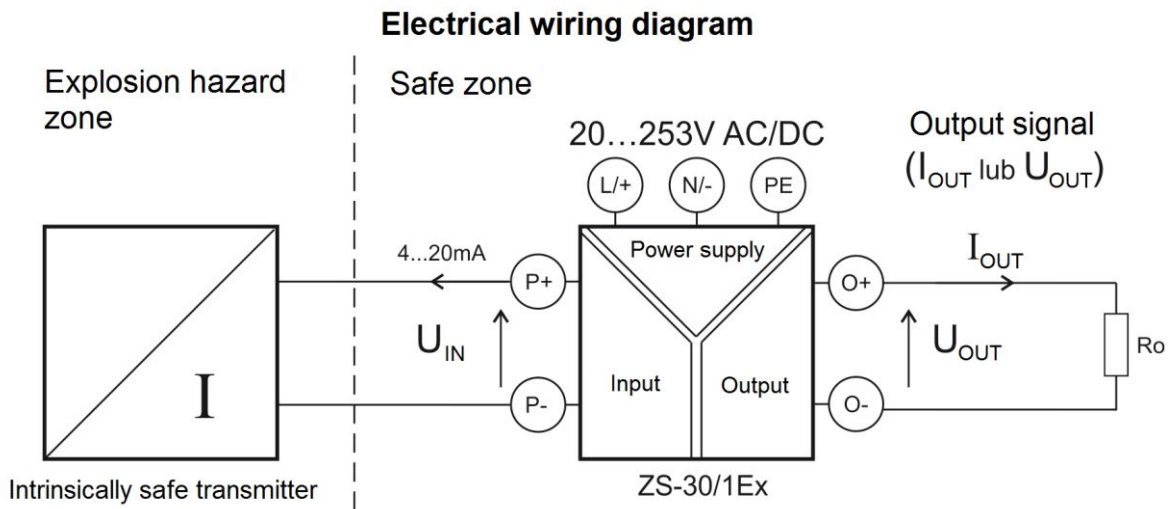 Electrical wiring diagram
Explosion hazard
zone
Safe zone
20...253V AC/DC
Output signal
(IOUT lub UOUT)
L/+ N/- PE
Power supply
4...20mA
P+
O+
IOUT
UIN
UOUT
Ro
I
Input
Output
P-
O-
Intrinsically safe transmitter
ZS-30/1Ex